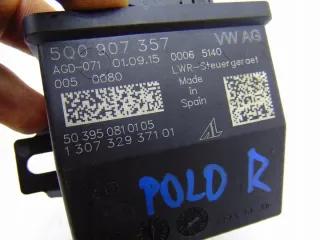 5Q0 907 357 VW AG
AGD-071 01.09.15 0006 5140
005 0080 LWR-Steuergeraet
Made
in
Spain
50 395 081 01 05
1 307 329 371 01
POLO R